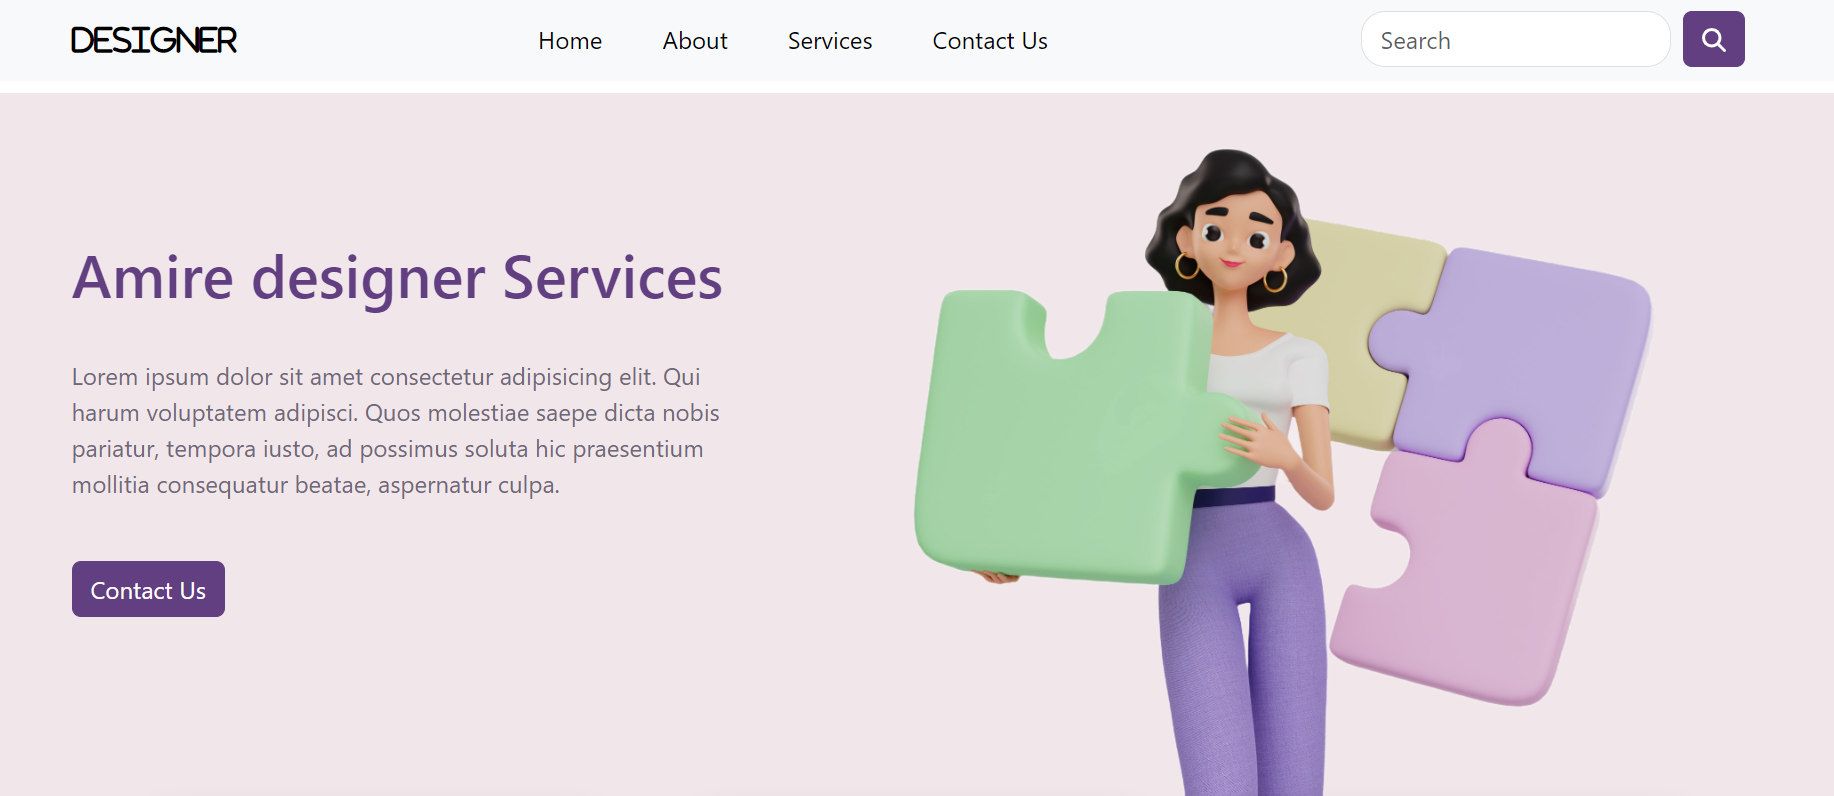 DESIGNER
Home
About
Services
Contact Us
Search
Amire designer Services
Lorem ipsum dolor sit amet consectetur adipisicing elit. Qui
harum voluptatem adipisci. Quos molestiae saepe dicta nobis
pariatur, tempora iusto, ad possimus soluta hic praesentium
mollitia consequatur beatae, aspernatur culpa.
Contact Us